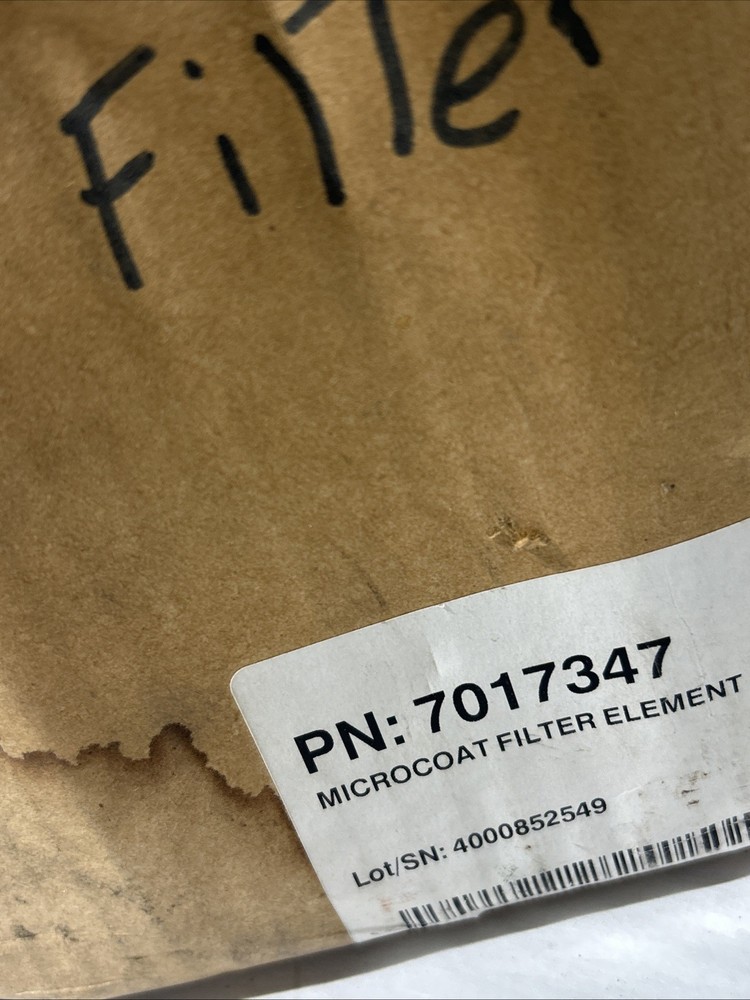 Filter
PN: 7017347
MICROCOAT FILTER ELEMENT
Lot/SN: 4000852549